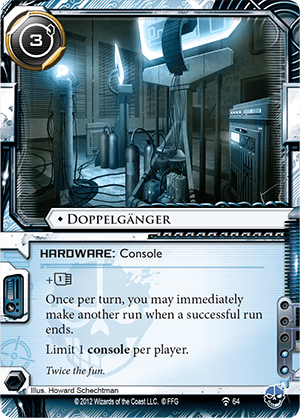 3
• DOPPELGÄNGER
HARDWARE: Console
+1
Once per turn, you may immediately
make another run when a successful run
ends.
Limit 1 console per player.
Twice the fun.
Illus. Howard Schechtman
© 2012 Wizards of the Coast LLC. © FFG
64